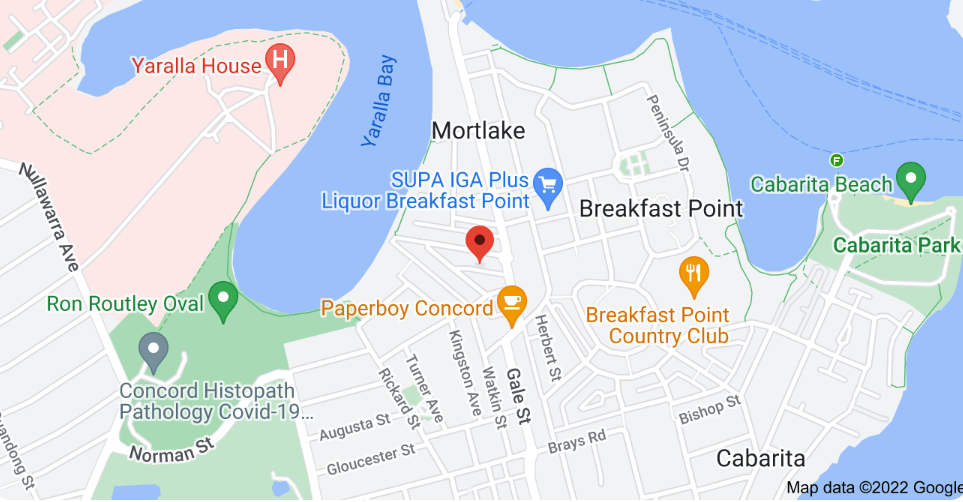 Yaralla House
H
Yaralla Bay
Mortlake
Peninsula Dr
SUPA IGA Plus
Liquor Breakfast Point
F
Cabarita Beach
Nullawarra Ave
Breakfast Point
Cabarita Park
Ron Routley Oval
Paperboy Concord
Breakfast Point
Country Club
Herbert St
Concord Histopath
Pathology Covid-19...
Kingston Ave
Turner Ave
Rickard St
Watkin St
Gale St
Bishop St
Augusta St
Brays Rd
Norman St
Gloucester St
Cabarita
Map data ©2022 Google